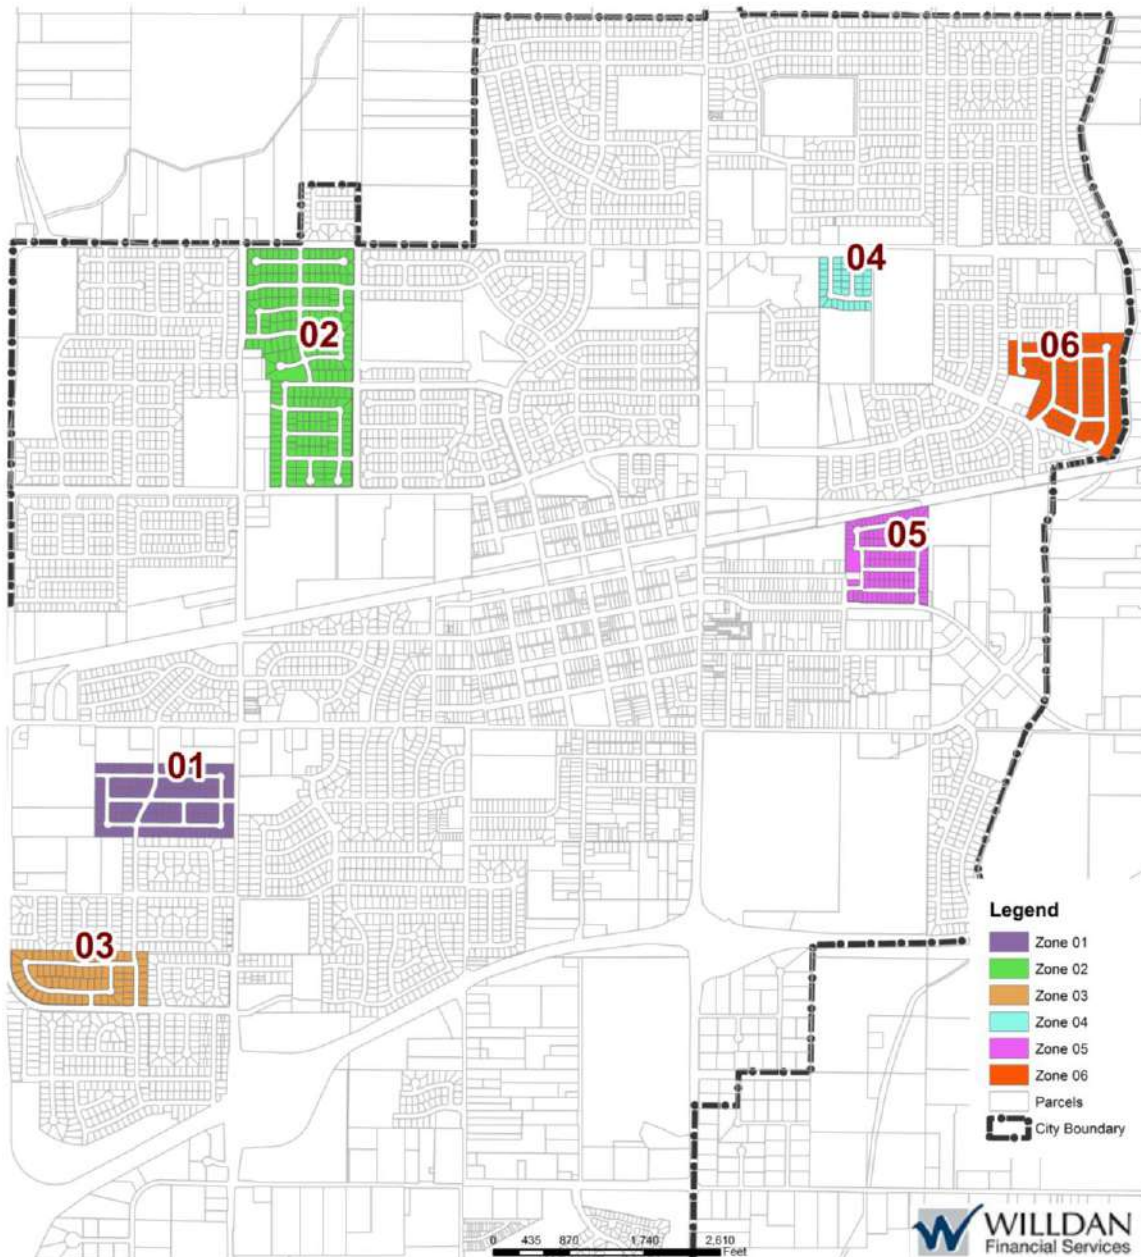 04
02
06
05
01
03
Legend
Zone 01
Zone 02
Zone 03
Zone 04
Zone 05
Zone 06
Parcels
City Boundary
0 435 870 1,740 2,610
Feet
WILLDAN
Financial Services